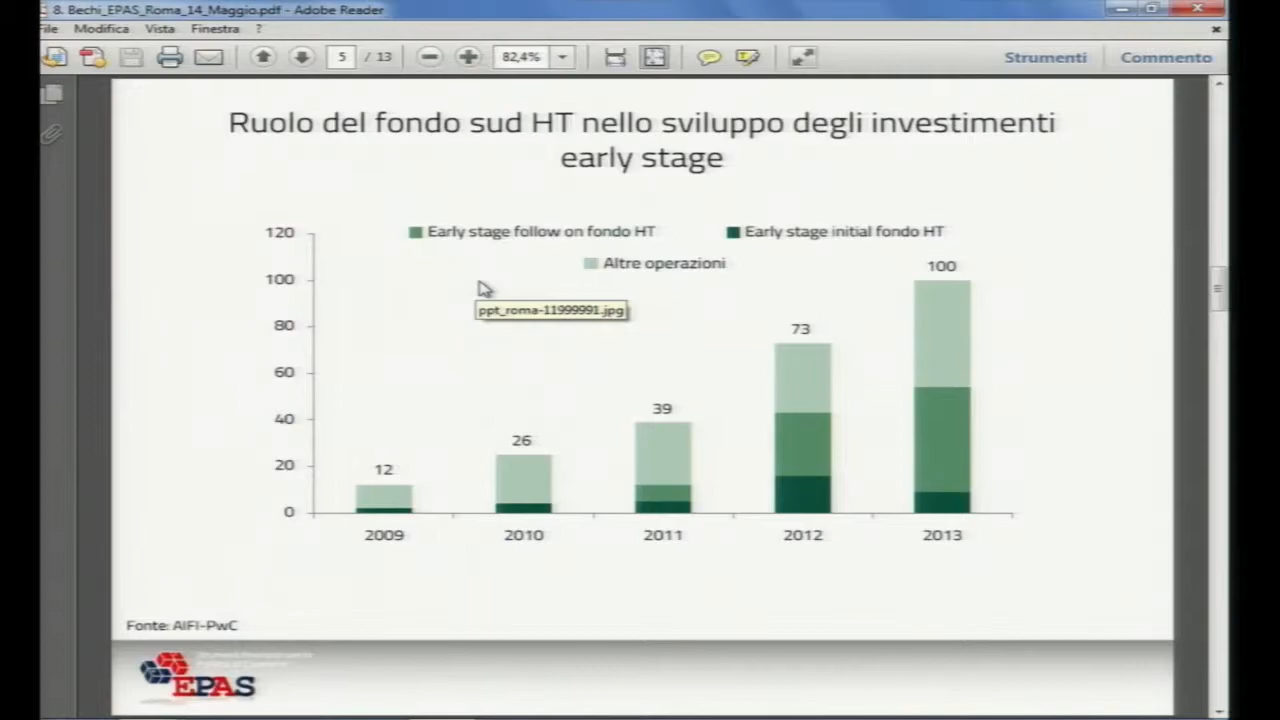 8. Bechi_EPAS_Roma_14_Maggio.pdf - Adobe Reader
File Modifica Vista Finestra ?
5 / 13 82,4% Strumenti Commento
Ruolo del fondo sud HT nello sviluppo degli investimenti
early stage
Early stage follow on fondo HT Early stage initial fondo HT
Altre operazioni
ppt_roma-11999991.jpg
120
100
80
60
40
20
0
12
26
39
73
100
2009 2010 2011 2012 2013
Fonte: AIFI-PwC
EPAS